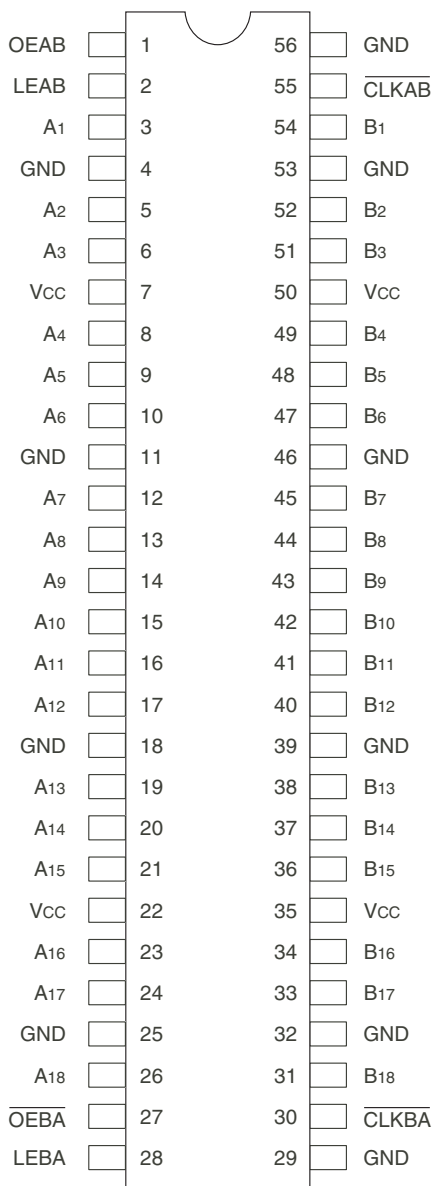 OEAB 1 56 GND
LEAB 2 55 CLKAB
A1 3 54 B1
GND 4 53 GND
A2 5 52 B2
A3 6 51 B3
VCC 7 50 VCC
A4 8 49 B4
A5 9 48 B5
A6 10 47 B6
GND 11 46 GND
A7 12 45 B7
A8 13 44 B8
A9 14 43 B9
A10 15 42 B10
A11 16 41 B11
A12 17 40 B12
GND 18 39 GND
A13 19 38 B13
A14 20 37 B14
A15 21 36 B15
VCC 22 35 VCC
A16 23 34 B16
A17 24 33 B17
GND 25 32 GND
A18 26 31 B18
OEBA 27 30 CLKBA
LEBA 28 29 GND